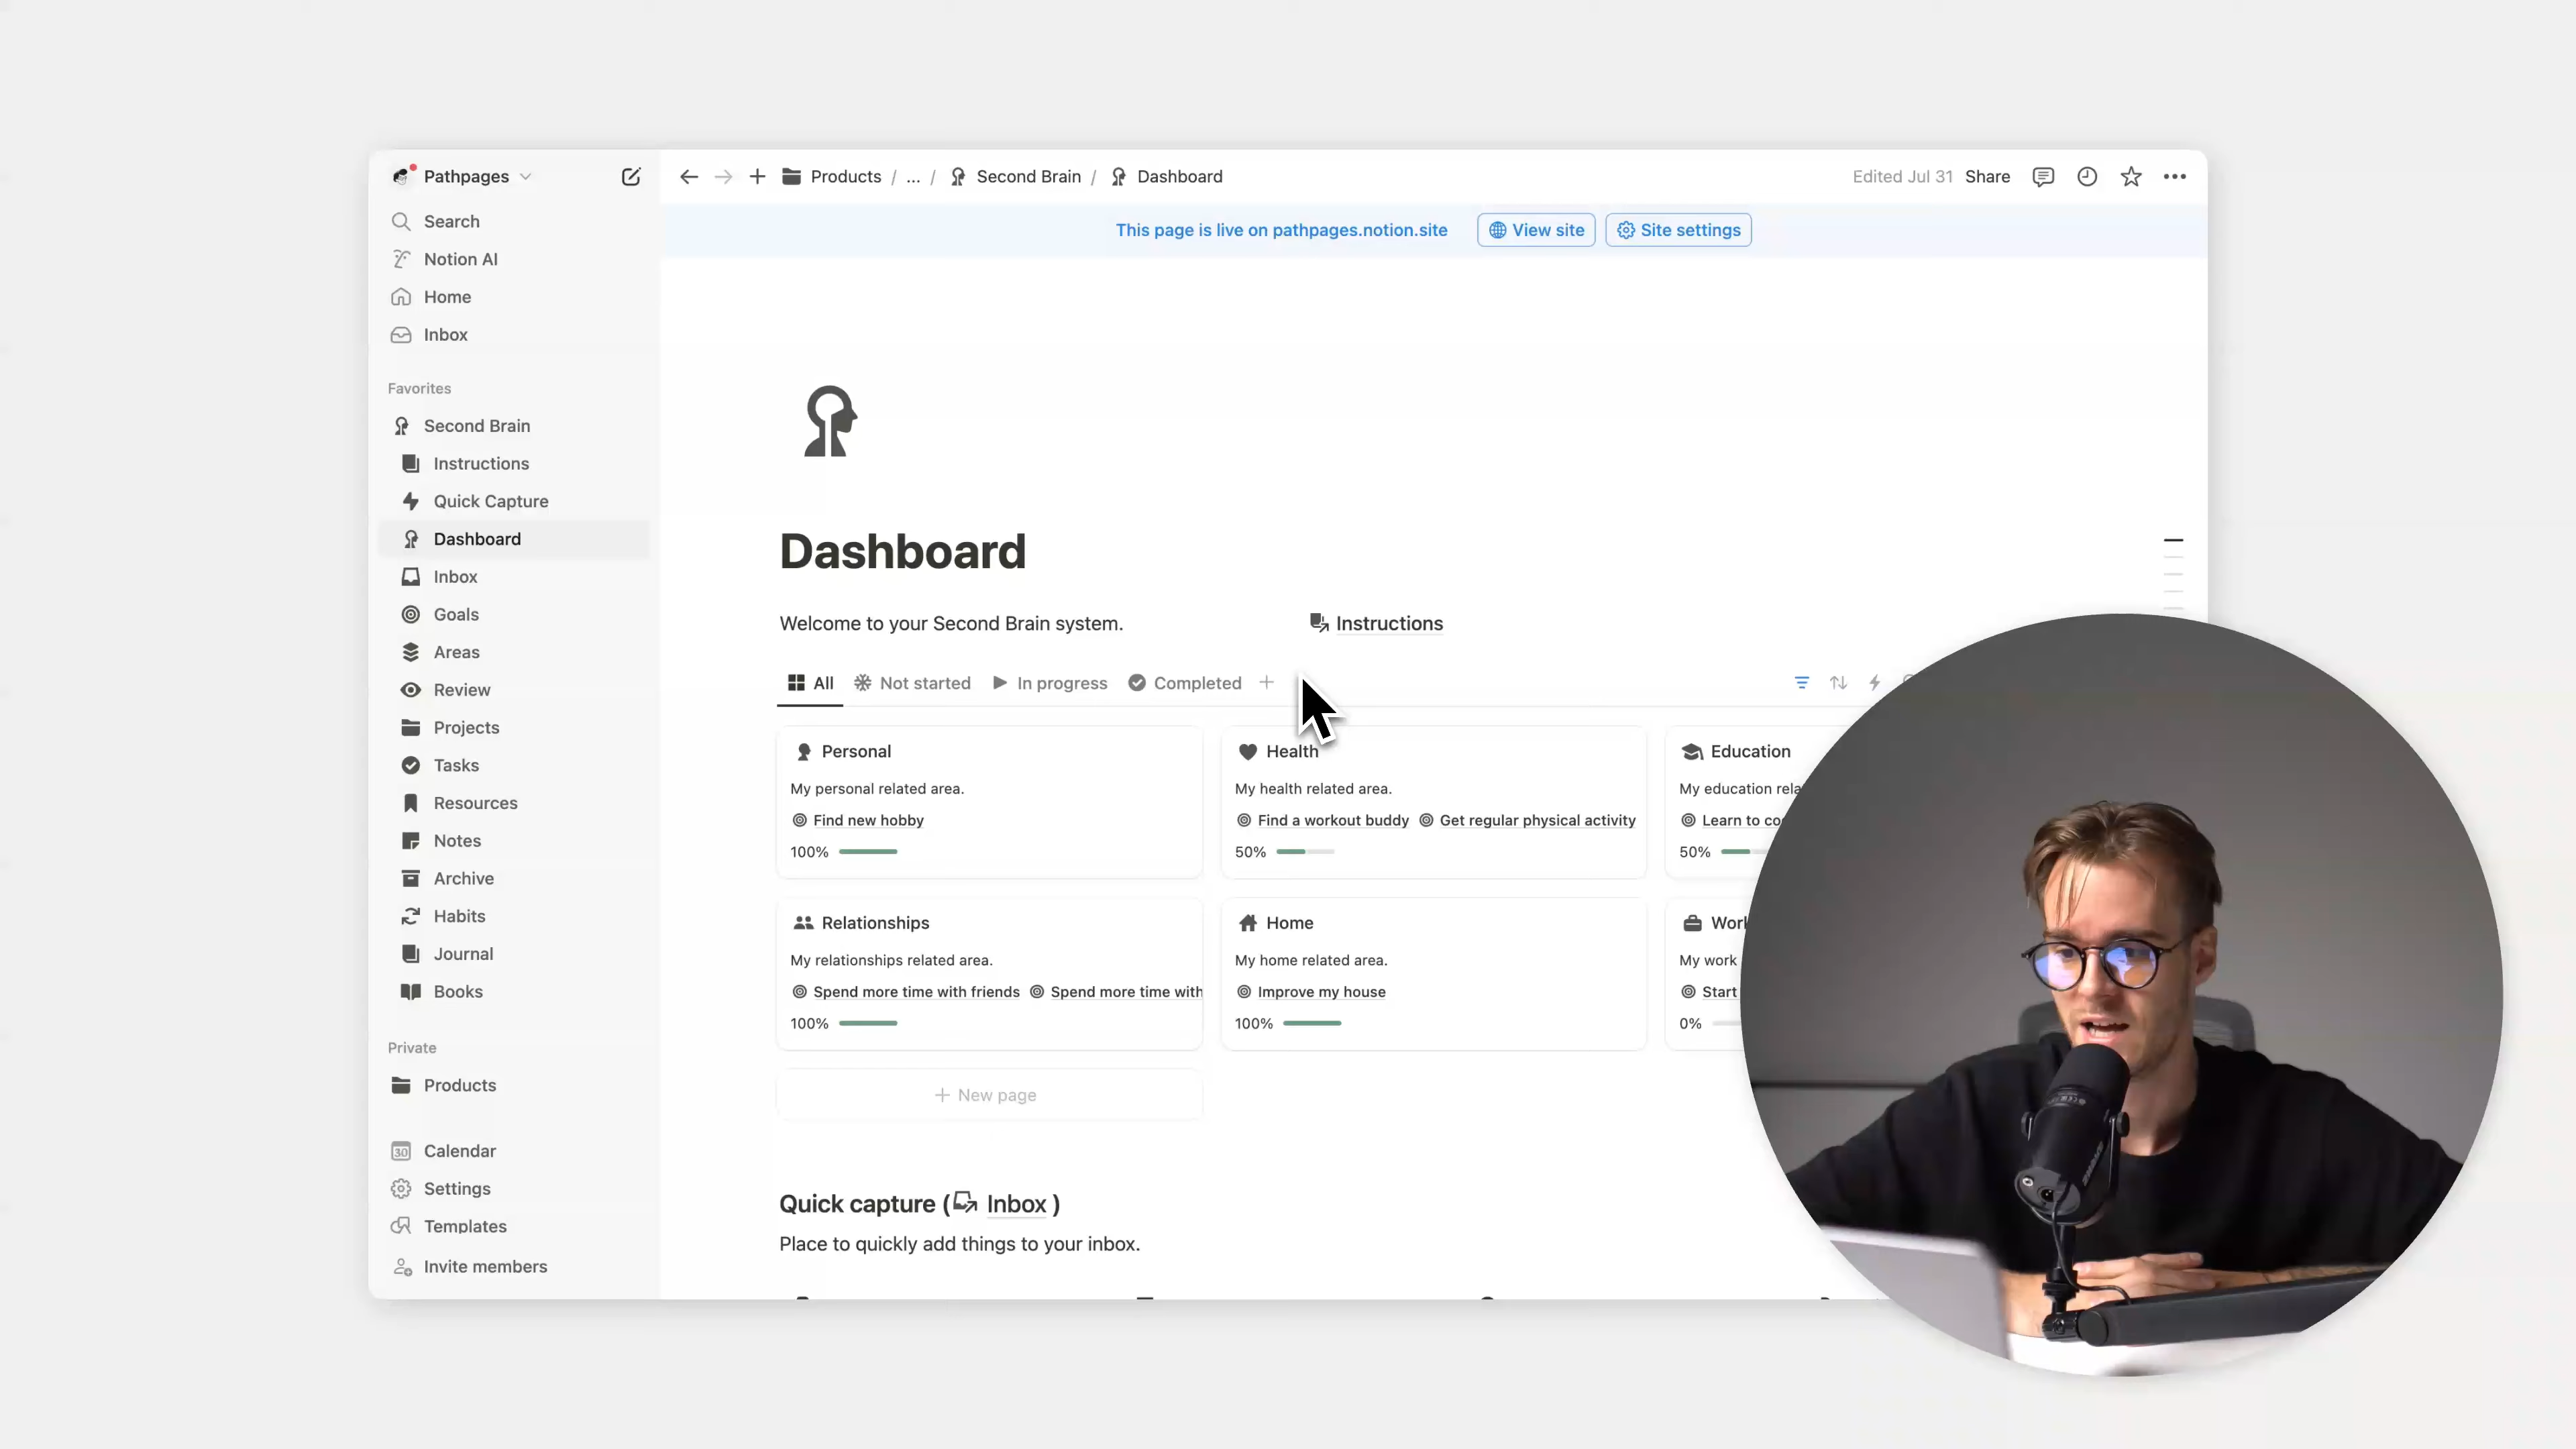 Pathpages
Search
Notion AI
Home
Inbox
Favorites
Second Brain
Instructions
Quick Capture
Dashboard
Inbox
Goals
Areas
Review
Projects
Tasks
Resources
Notes
Archive
Habits
Journal
Books
Private
Products
30 Calendar
Settings
Templates
Invite members
Products / ... / Second Brain / Dashboard
Edited Jul 31 Share
This page is live on pathpages.notion.site View site Site settings
Dashboard
Welcome to your Second Brain system.
Instructions
All Not started In progress Completed
Personal
My personal related area.
Find new hobby
100%
Health
My health related area.
Find a workout buddy Get regular physical activity
50%
Education
My education rela
Learn to co
50%
Relationships
My relationships related area.
Spend more time with friends Spend more time with
100%
Home
My home related area.
Improve my house
100%
Work
My work
Start
0%
+ New page
Quick capture ( Inbox )
Place to quickly add things to your inbox.